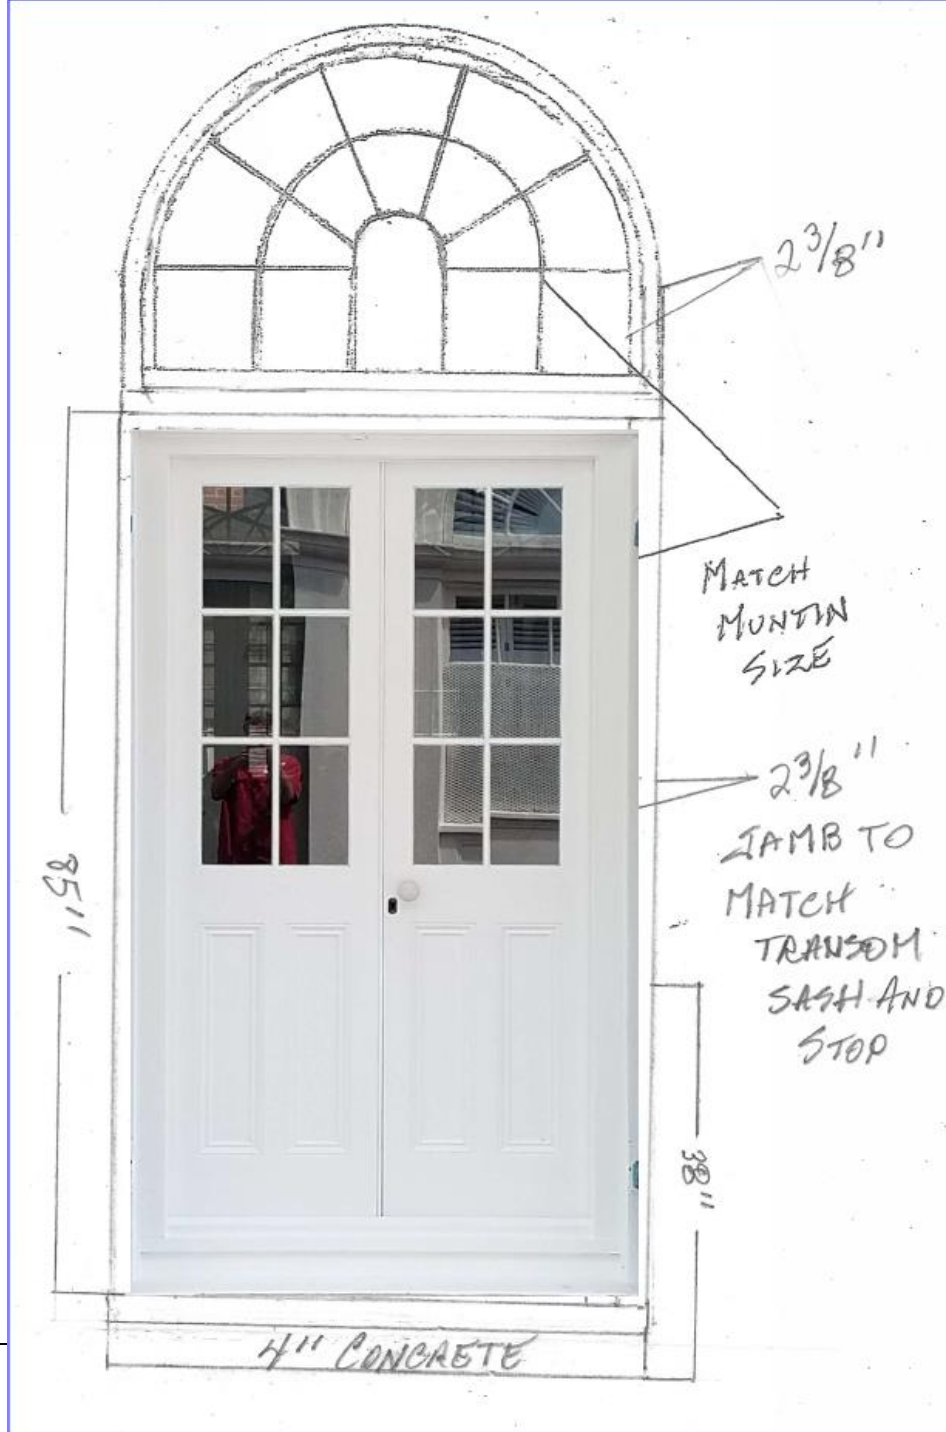 2 3/8"
MATCH
MUNTIN
SIZE
2 3/8"
JAMB TO
MATCH
TRANSOM
SASH AND
STOP
85"
38"
4" CONCRETE